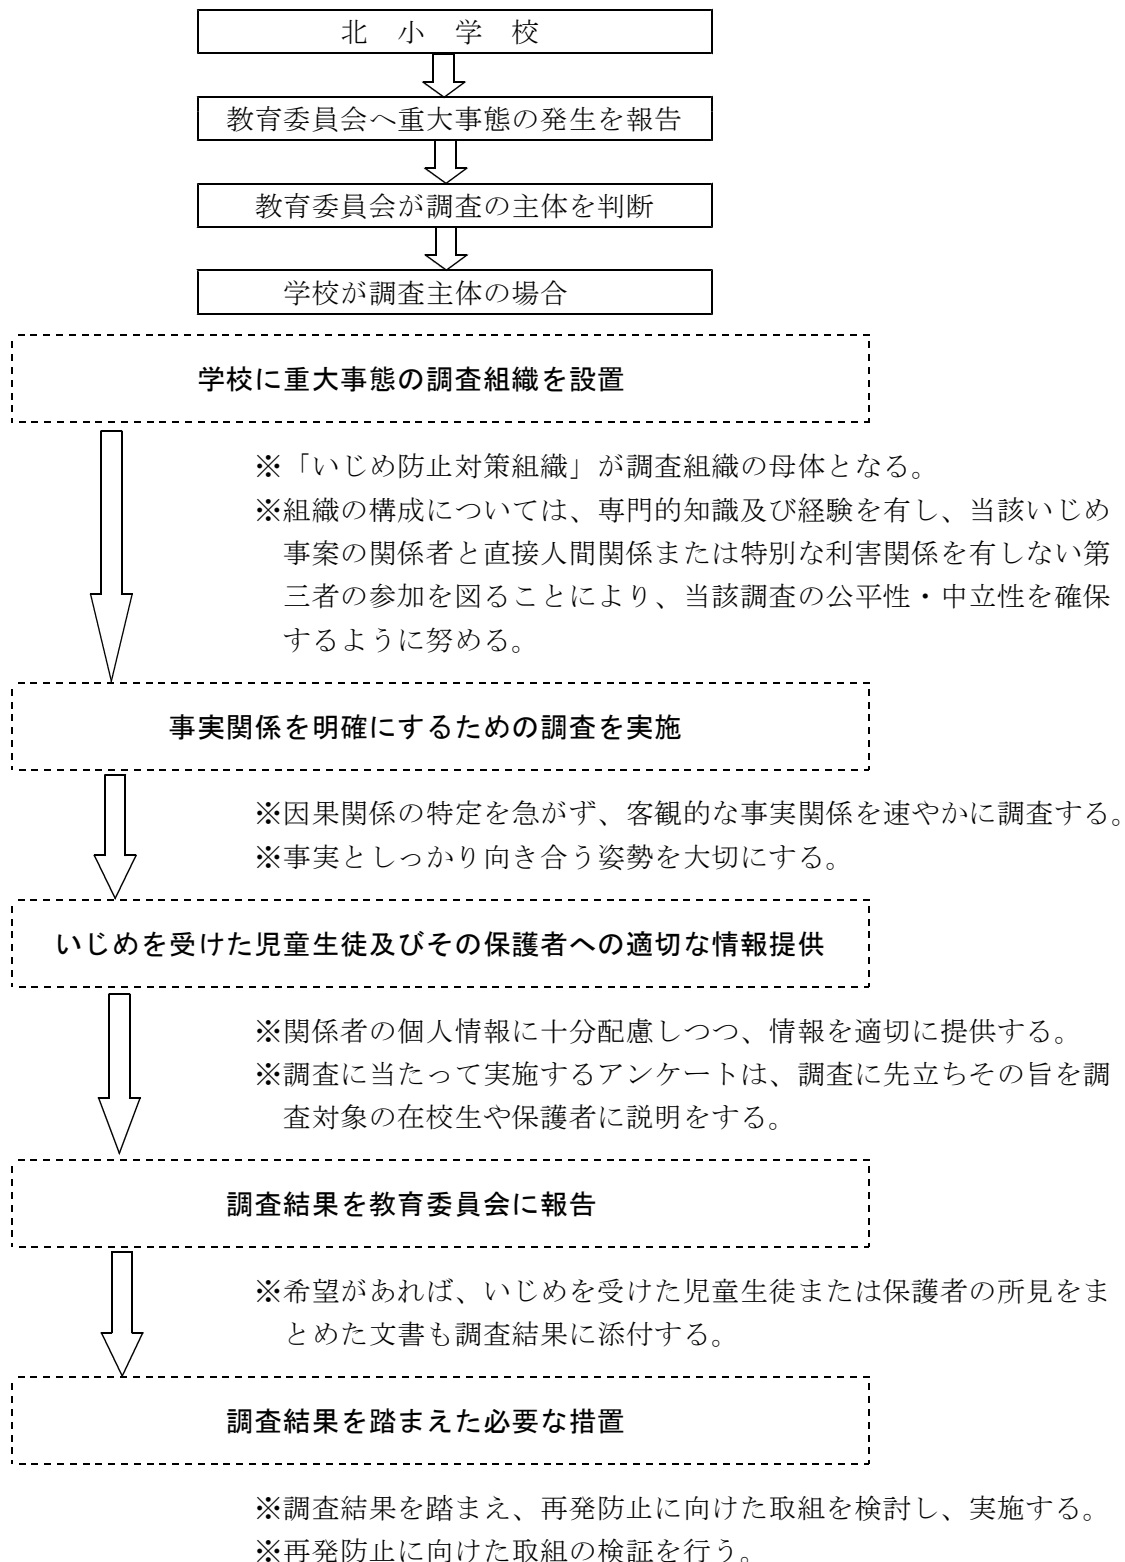 北　小　学　校
教育委員会へ重大事態の発生を報告
教育委員会が調査の主体を判断
学校が調査主体の場合
学校に重大事態の調査組織を設置
※「いじめ防止対策組織」が調査組織の母体となる。
※組織の構成については、専門的知識及び経験を有し、当該いじめ
事案の関係者と直接人間関係または特別な利害関係を有しない第
三者の参加を図ることにより、当該調査の公平性・中立性を確保
するように努める。
事実関係を明確にするための調査を実施
※因果関係の特定を急がず、客観的な事実関係を速やかに調査する。
※事実としっかり向き合う姿勢を大切にする。
いじめを受けた児童生徒及びその保護者への適切な情報提供
※関係者の個人情報に十分配慮しつつ、情報を適切に提供する。
※調査に当たって実施するアンケートは、調査に先立ちその旨を調
査対象の在校生や保護者に説明をする。
調査結果を教育委員会に報告
※希望があれば、いじめを受けた児童生徒または保護者の所見をま
とめた文書も調査結果に添付する。
調査結果を踏まえた必要な措置
※調査結果を踏まえ、再発防止に向けた取組を検討し、実施する。
※再発防止に向けた取組の検証を行う。